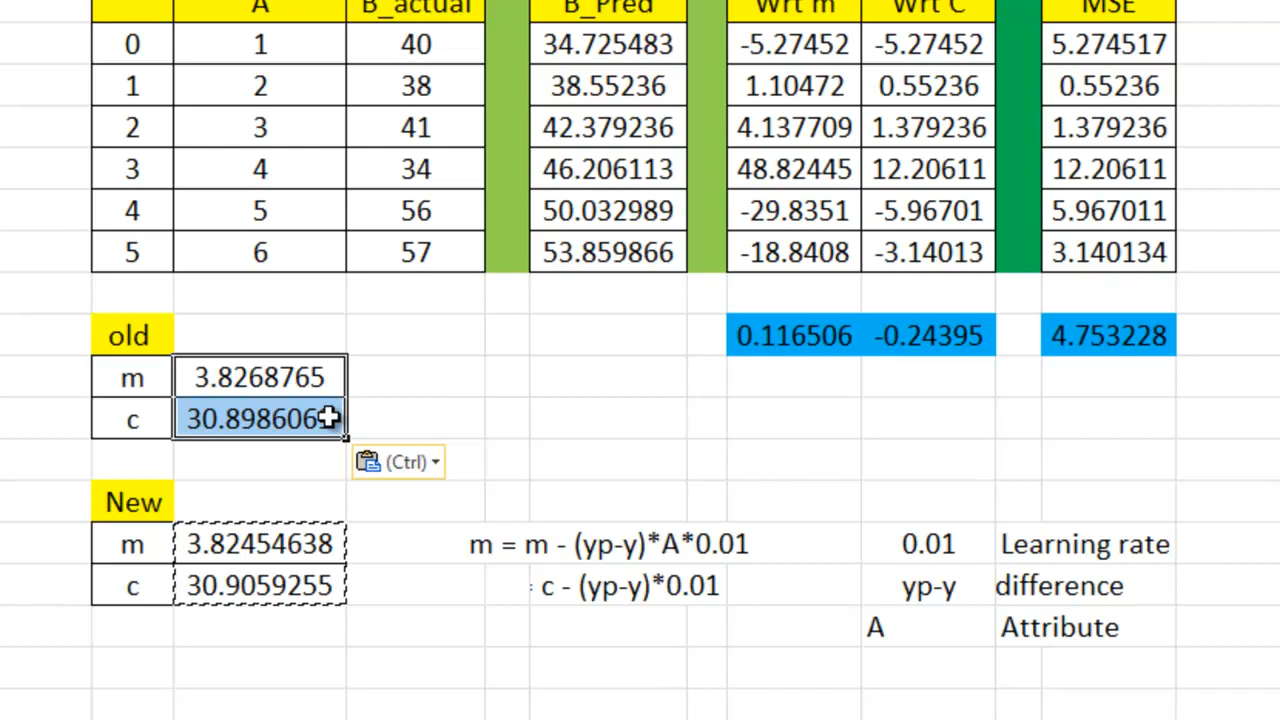 A B_actual B_Pred Wrt m Wrt C MSE
0 1 40 34.725483 -5.27452 -5.27452 5.274517
1 2 38 38.55236 1.10472 0.55236 0.55236
2 3 41 42.379236 4.137709 1.379236 1.379236
3 4 34 46.206113 48.82445 12.20611 12.20611
4 5 56 50.032989 -29.8351 -5.96701 5.967011
5 6 57 53.859866 -18.8408 -3.14013 3.140134
old 0.116506 -0.24395 4.753228
m 3.8268765
c 30.898606
(Ctrl)
New
m 3.82454638 m = m - (yp-y)*A*0.01 0.01 Learning rate
c 30.9059255 = c - (yp-y)*0.01 yp-y difference
A Attribute